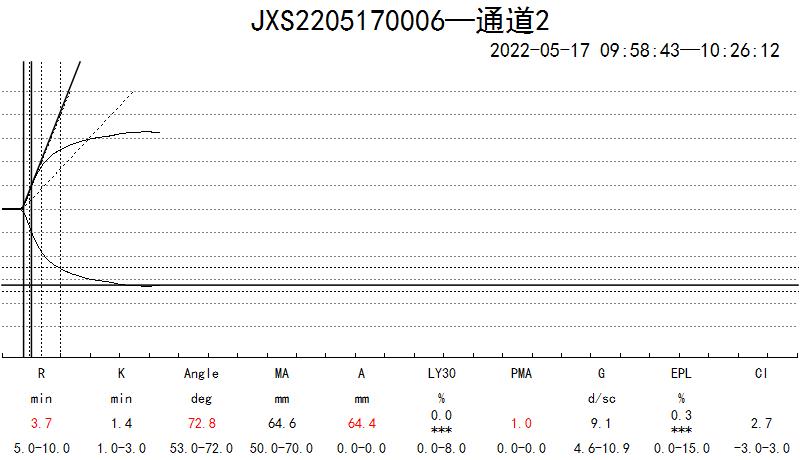 JXS2205170006—通道2
2022-05-17 09:58:43—10:26:12
R K Angle MA A LY30 PMA G EPL CI
min min deg mm mm % d/sc %
3.7 1.4 72.8 64.6 64.4 0.0 *** 1.0 9.1 0.3 *** 2.7
5.0-10.0 1.0-3.0 53.0-72.0 50.0-70.0 0.0-0.0 0.0-8.0 0.0-0.0 4.6-10.9 0.0-15.0 -3.0-3.0